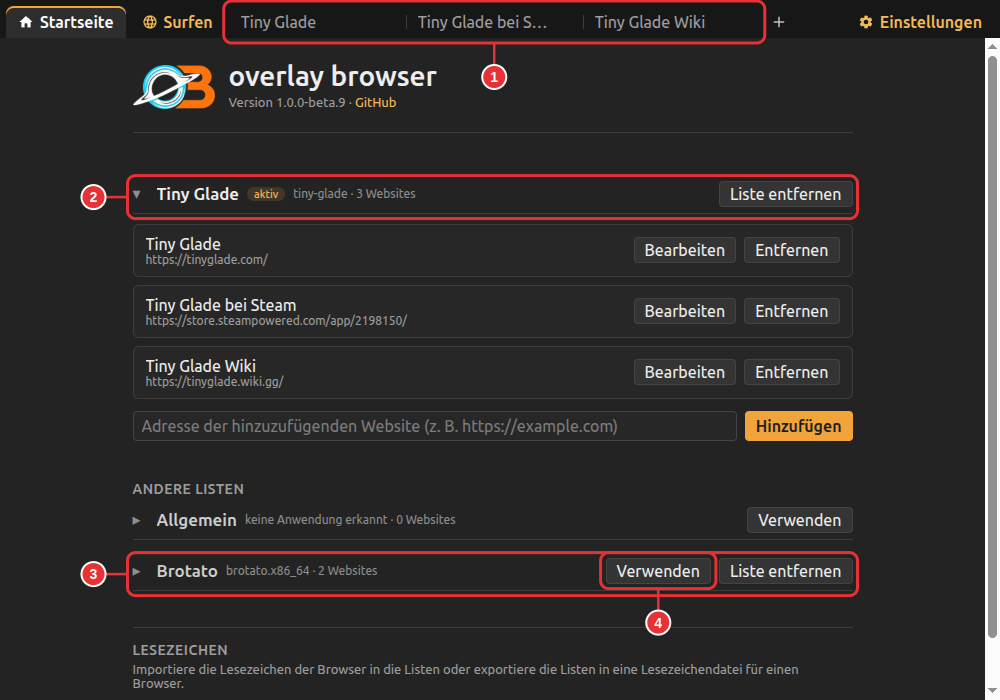 Startseite Surfen Tiny Glade Tiny Glade bei S... Tiny Glade Wiki + Einstellungen
1
overlay browser
Version 1.0.0-beta.9 · GitHub
2
Tiny Glade aktiv tiny-glade · 3 Websites Liste entfernen
Tiny Glade
https://tinyglade.com/
Bearbeiten Entfernen
Tiny Glade bei Steam
https://store.steampowered.com/app/2198150/
Bearbeiten Entfernen
Tiny Glade Wiki
https://tinyglade.wiki.gg/
Bearbeiten Entfernen
Adresse der hinzuzufügenden Website (z. B. https://example.com) Hinzufügen
ANDERE LISTEN
Allgemein keine Anwendung erkannt · 0 Websites Verwenden
3
Brotato brotato.x86_64 · 2 Websites Verwenden Liste entfernen
4
LESEZEICHEN
Importiere die Lesezeichen der Browser in die Listen oder exportiere die Listen in eine Lesezeichendatei für einen
Browser.